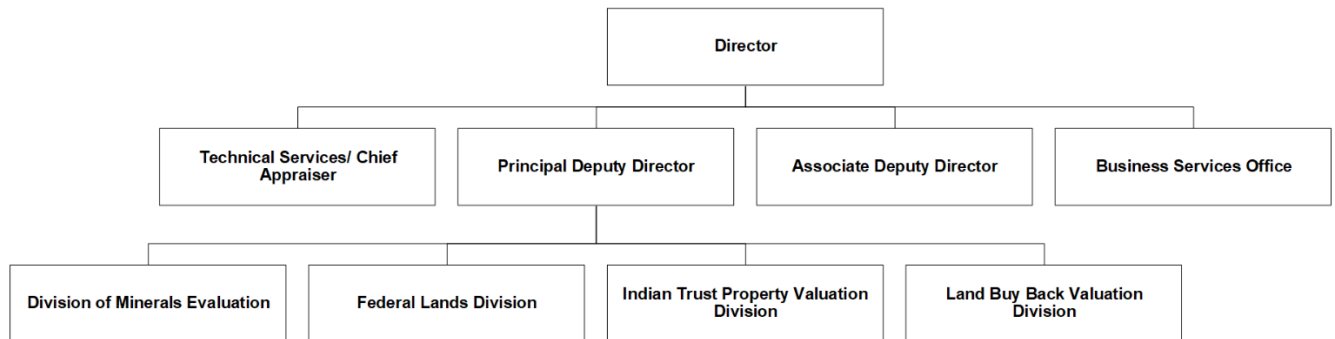 Director
Technical Services/ Chief
Appraiser
Principal Deputy Director
Associate Deputy Director
Business Services Office
Division of Minerals Evaluation
Federal Lands Division
Indian Trust Property Valuation
Division
Land Buy Back Valuation
Division